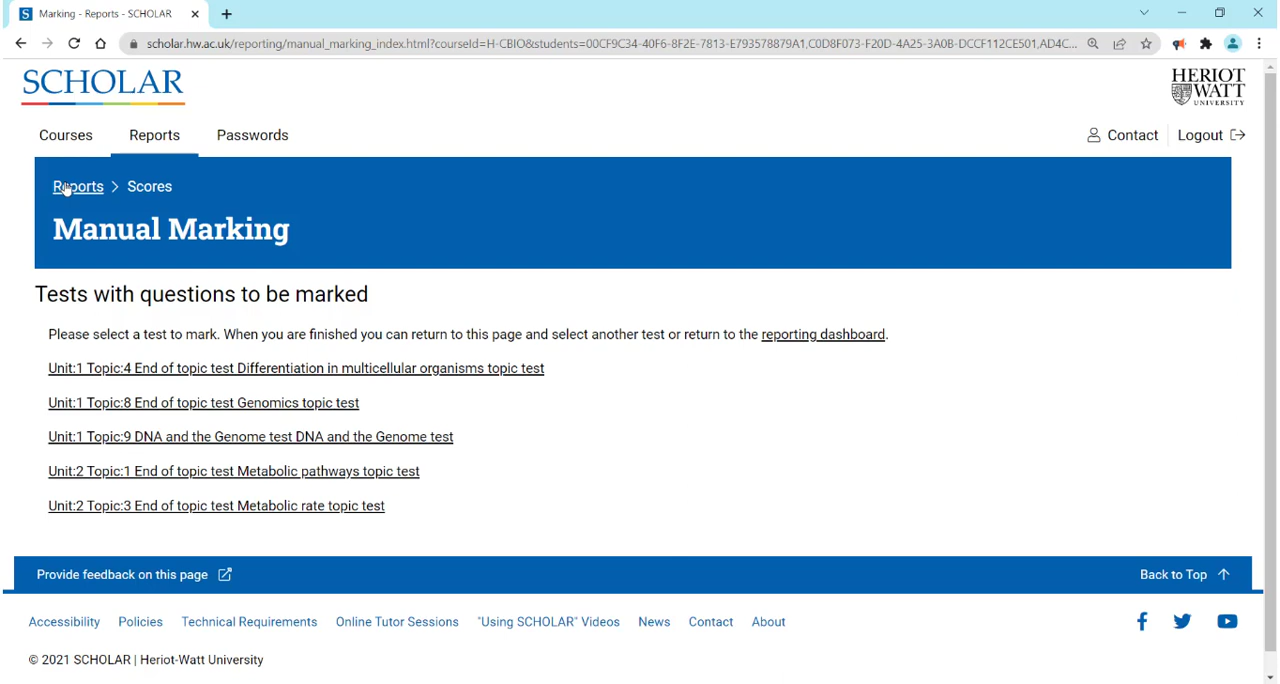 Marking - Reports - SCHOLAR
scholar.hw.ac.uk/reporting/manual_marking_index.html?courseId=H-CBIO&students=00CF9C34-40F6-8F2E-7813-E793578879A1,C0D8F073-F20D-4A25-3A0B-DCCF112CE501,AD4C...
SCHOLAR
HERIOT
WATT
UNIVERSITY
Courses Reports Passwords Contact Logout
Reports > Scores
Manual Marking
Tests with questions to be marked
Please select a test to mark. When you are finished you can return to this page and select another test or return to the reporting dashboard.
Unit:1 Topic:4 End of topic test Differentiation in multicellular organisms topic test
Unit:1 Topic:8 End of topic test Genomics topic test
Unit:1 Topic:9 DNA and the Genome test DNA and the Genome test
Unit:2 Topic:1 End of topic test Metabolic pathways topic test
Unit:2 Topic:3 End of topic test Metabolic rate topic test
Provide feedback on this page Back to Top
Accessibility Policies Technical Requirements Online Tutor Sessions "Using SCHOLAR" Videos News Contact About
© 2021 SCHOLAR | Heriot-Watt University